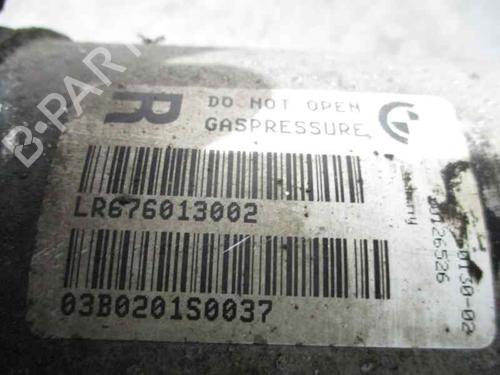 B-PARTS
R
DO NOT OPEN
GASPRESSURE
LR676013002
03B0201S0037